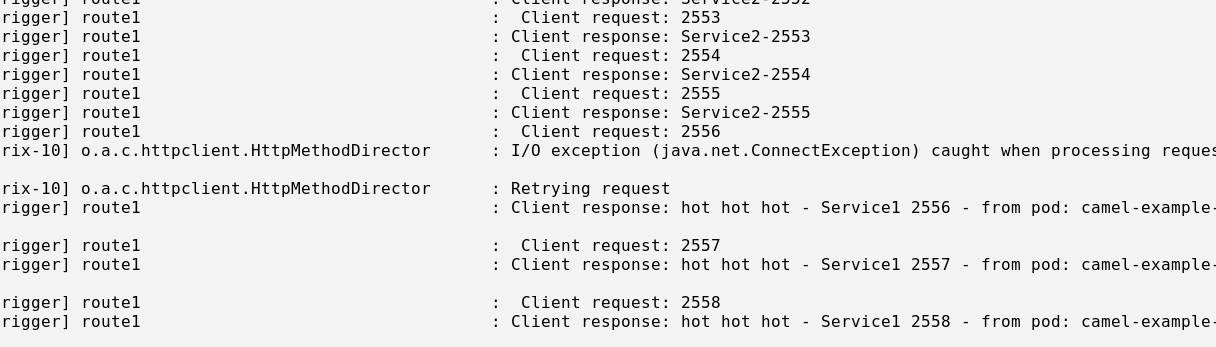 rigger] route1 : Client response: Service2-2552
rigger] route1 : Client request: 2553
rigger] route1 : Client response: Service2-2553
rigger] route1 : Client request: 2554
rigger] route1 : Client response: Service2-2554
rigger] route1 : Client request: 2555
rigger] route1 : Client response: Service2-2555
rigger] route1 : Client request: 2556
rix-10] o.a.c.httpclient.HttpMethodDirector : I/O exception (java.net.ConnectException) caught when processing reques
rix-10] o.a.c.httpclient.HttpMethodDirector : Retrying request
rigger] route1 : Client response: hot hot hot - Service1 2556 - from pod: camel-example-
rigger] route1 : Client request: 2557
rigger] route1 : Client response: hot hot hot - Service1 2557 - from pod: camel-example-
rigger] route1 : Client request: 2558
rigger] route1 : Client response: hot hot hot - Service1 2558 - from pod: camel-example-